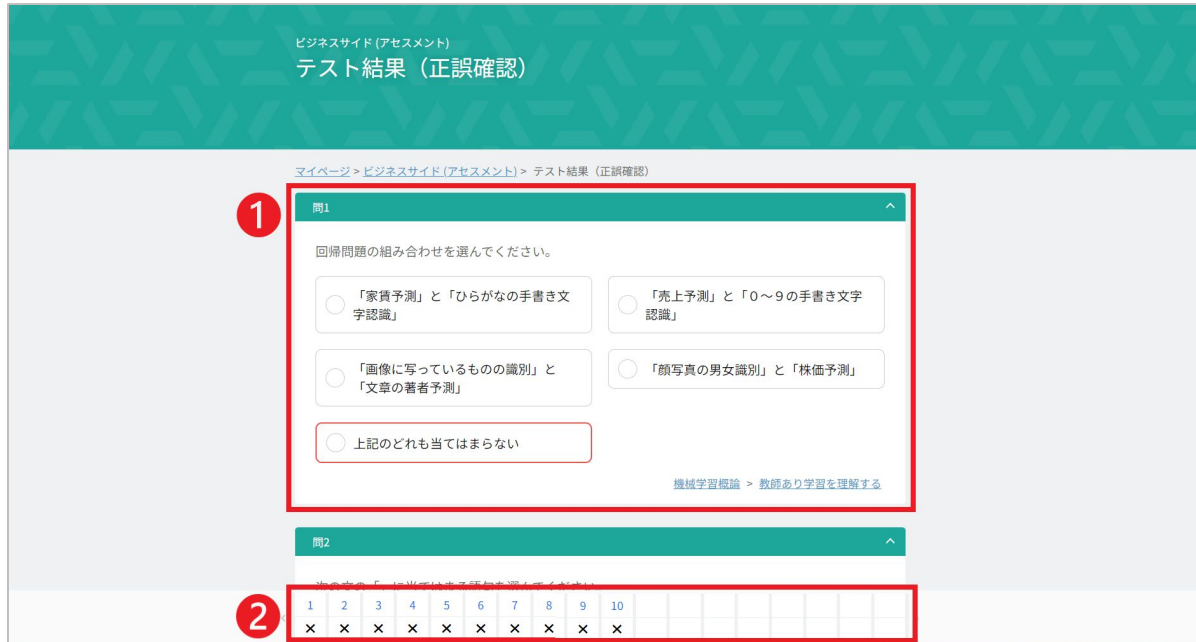 ビジネスサイド(アセスメント)
テスト結果（正誤確認）
マイページ > ビジネスサイド(アセスメント) > テスト結果（正誤確認）
1
問1
回帰問題の組み合わせを選んでください。
「家賃予測」と「ひらがなの手書き文
字認識」
「売上予測」と「０～９の手書き文字
認識」
「画像に写っているものの識別」と
「文章の著者予測」
「顔写真の男女識別」と「株価予測」
上記のどれも当てはまらない
機械学習概論 > 教師あり学習を理解する
問2
2
1 2 3 4 5 6 7 8 9 10
× × × × × × × × × ×